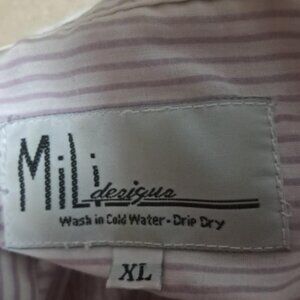 MiLi
designs
Wash in Cold Water - Drip Dry
XL